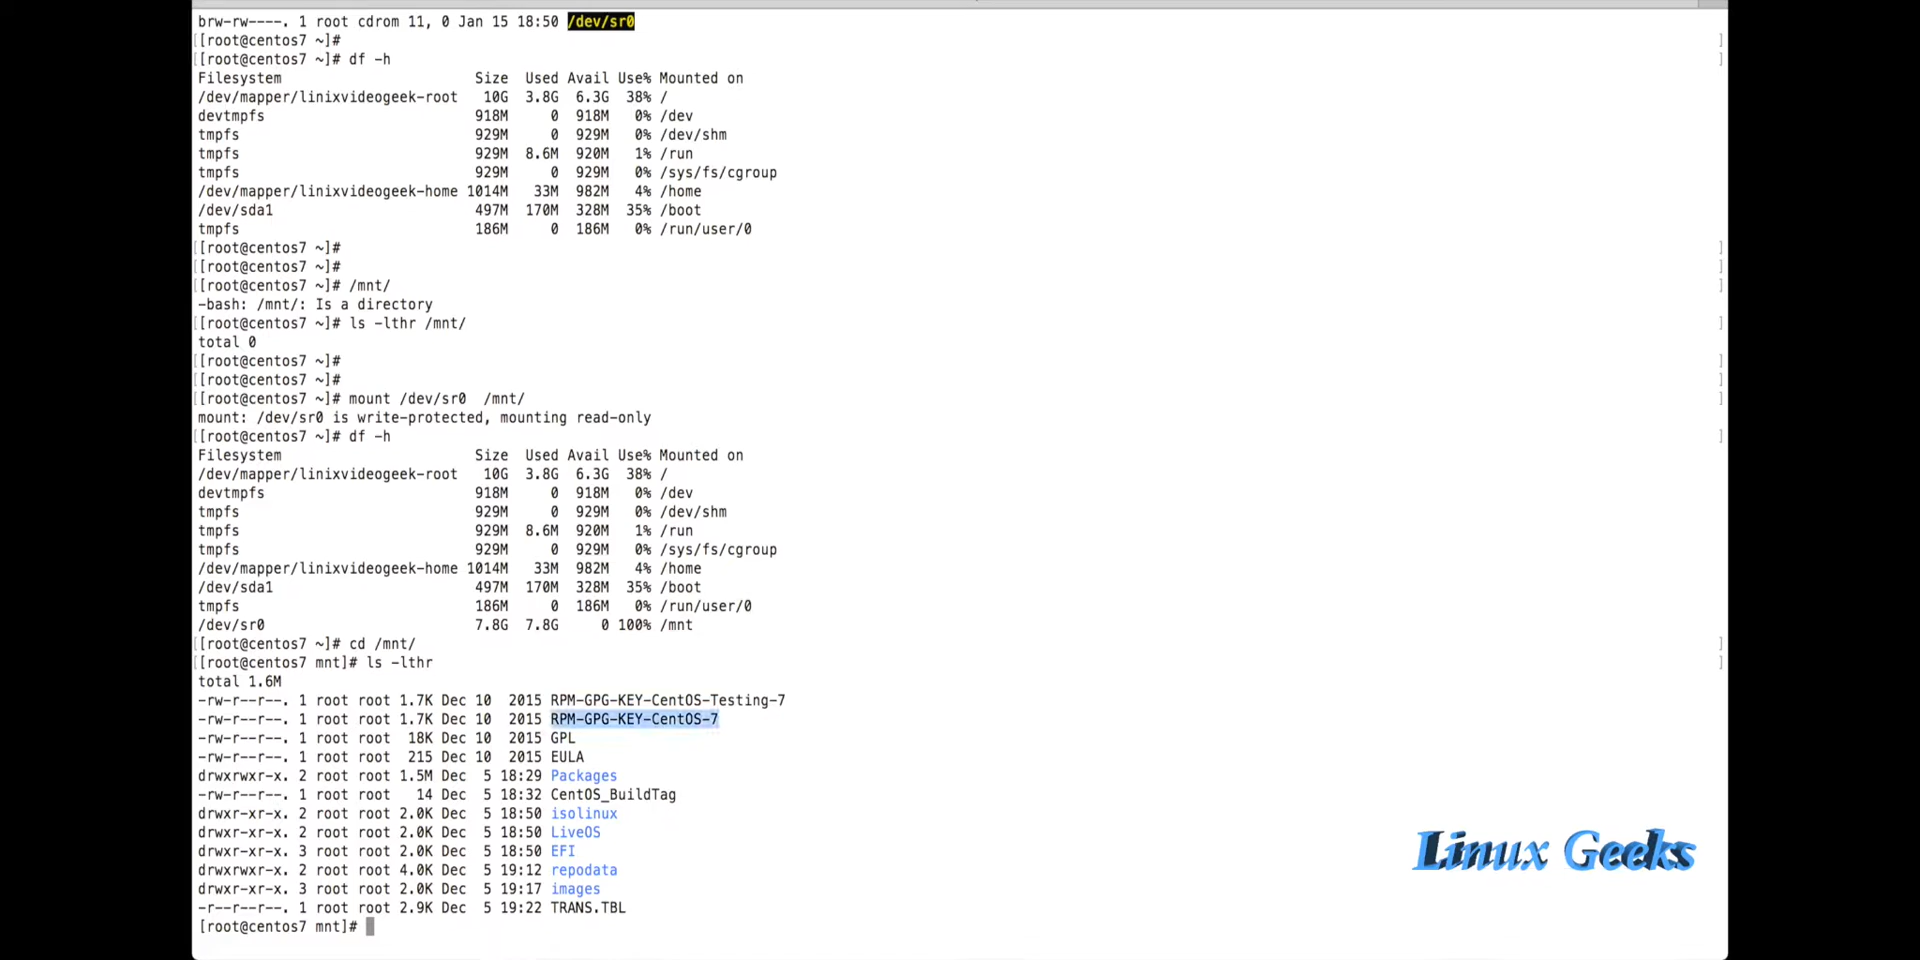 brw-rw----. 1 root cdrom 11, 0 Jan 15 18:50 /dev/sr0
[[root@centos7 ~]# ]
[[root@centos7 ~]# df -h ]
Filesystem Size Used Avail Use% Mounted on
/dev/mapper/linixvideogeek-root 10G 3.8G 6.3G 38% /
devtmpfs 918M 0 918M 0% /dev
tmpfs 929M 0 929M 0% /dev/shm
tmpfs 929M 8.6M 920M 1% /run
tmpfs 929M 0 929M 0% /sys/fs/cgroup
/dev/mapper/linixvideogeek-home 1014M 33M 982M 4% /home
/dev/sda1 497M 170M 328M 35% /boot
tmpfs 186M 0 186M 0% /run/user/0
[[root@centos7 ~]# ]
[[root@centos7 ~]# ]
[[root@centos7 ~]# /mnt/ ]
-bash: /mnt/: Is a directory
[[root@centos7 ~]# ls -lthr /mnt/ ]
total 0
[[root@centos7 ~]# ]
[[root@centos7 ~]# ]
[[root@centos7 ~]# mount /dev/sr0  /mnt/ ]
mount: /dev/sr0 is write-protected, mounting read-only
[[root@centos7 ~]# df -h ]
Filesystem Size Used Avail Use% Mounted on
/dev/mapper/linixvideogeek-root 10G 3.8G 6.3G 38% /
devtmpfs 918M 0 918M 0% /dev
tmpfs 929M 0 929M 0% /dev/shm
tmpfs 929M 8.6M 920M 1% /run
tmpfs 929M 0 929M 0% /sys/fs/cgroup
/dev/mapper/linixvideogeek-home 1014M 33M 982M 4% /home
/dev/sda1 497M 170M 328M 35% /boot
tmpfs 186M 0 186M 0% /run/user/0
/dev/sr0 7.8G 7.8G 0 100% /mnt
[[root@centos7 ~]# cd /mnt/ ]
[[root@centos7 mnt]# ls -lthr ]
total 1.6M
-rw-r--r--. 1 root root 1.7K Dec 10  2015 RPM-GPG-KEY-CentOS-Testing-7
-rw-r--r--. 1 root root 1.7K Dec 10  2015 RPM-GPG-KEY-CentOS-7
-rw-r--r--. 1 root root 18K Dec 10  2015 GPL
-rw-r--r--. 1 root root 215 Dec 10  2015 EULA
drwxrwxr-x. 2 root root 1.5M Dec  5 18:29 Packages
-rw-r--r--. 1 root root 14 Dec  5 18:32 CentOS_BuildTag
drwxr-xr-x. 2 root root 2.0K Dec  5 18:50 isolinux
drwxr-xr-x. 2 root root 2.0K Dec  5 18:50 LiveOS
drwxr-xr-x. 3 root root 2.0K Dec  5 18:50 EFI
drwxrwxr-x. 2 root root 4.0K Dec  5 19:12 repodata
drwxr-xr-x. 3 root root 2.0K Dec  5 19:17 images
-r--r--r--. 1 root root 2.9K Dec  5 19:22 TRANS.TBL
[root@centos7 mnt]#
Linux Geeks